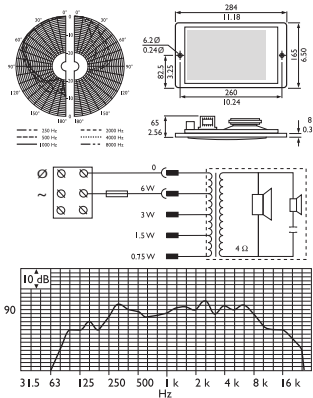 0° 0°
30° 30°
60° 60°
90° 90°
120° 120°
150° 180° 180° 150°
250 Hz 2000 Hz
500 Hz 4000 Hz
1000 Hz 8000 Hz
284
11.18
6.2Ø
0.24Ø
82.5
3.25
165
6.50
260
10.24
65
2.56
8
0.3
Ø
~
0
6 W
3 W
1.5 W
0.75 W
4 Ω
10 dB
90
31.5 63 125 250 500 1 k 2 k 4 k 8 k 16 k
Hz